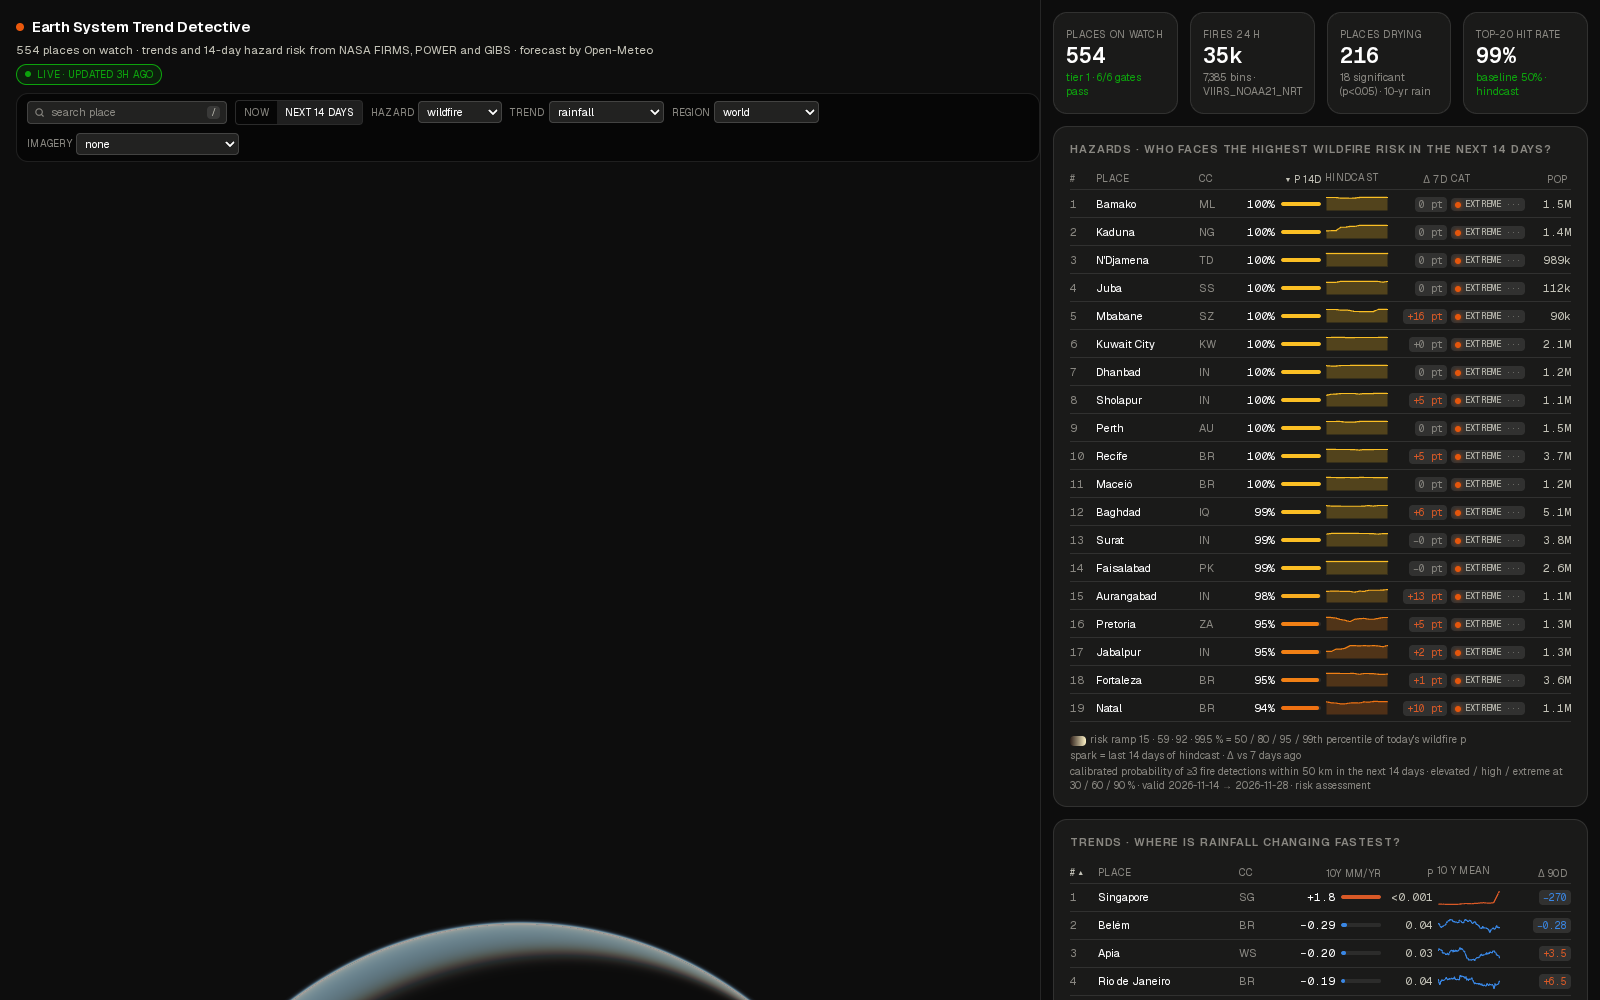 Earth System Trend Detective
554 places on watch · trends and 14-day hazard risk from NASA FIRMS, POWER and GIBS · forecast by Open-Meteo
LIVE · UPDATED 3H AGO
search place /
NOW NEXT 14 DAYS HAZARD wildfire TREND rainfall REGION world
IMAGERY none
PLACES ON WATCH
554
tier 1 · 6/6 gates
pass
FIRES 24 H
35k
7,385 bins ·
VIIRS_NOAA21_NRT
PLACES DRYING
216
18 significant
(p<0.05) · 10-yr rain
TOP-20 HIT RATE
99%
baseline 50% ·
hindcast
HAZARDS · WHO FACES THE HIGHEST WILDFIRE RISK IN THE NEXT 14 DAYS?
# PLACE CC ▼ P 14D HINDCAST Δ 7D CAT POP
1 Bamako ML 100% 0 pt EXTREME ··· 1.5M
2 Kaduna NG 100% 0 pt EXTREME ··· 1.4M
3 N'Djamena TD 100% 0 pt EXTREME ··· 989k
4 Juba SS 100% 0 pt EXTREME ··· 112k
5 Mbabane SZ 100% +16 pt EXTREME ··· 90k
6 Kuwait City KW 100% +0 pt EXTREME ··· 2.1M
7 Dhanbad IN 100% 0 pt EXTREME ··· 1.2M
8 Sholapur IN 100% +5 pt EXTREME ··· 1.1M
9 Perth AU 100% 0 pt EXTREME ··· 1.5M
10 Recife BR 100% +5 pt EXTREME ··· 3.7M
11 Maceió BR 100% 0 pt EXTREME ··· 1.2M
12 Baghdad IQ 99% +6 pt EXTREME ··· 5.1M
13 Surat IN 99% −0 pt EXTREME ··· 3.8M
14 Faisalabad PK 99% −0 pt EXTREME ··· 2.6M
15 Aurangabad IN 98% +13 pt EXTREME ··· 1.1M
16 Pretoria ZA 95% +5 pt EXTREME ··· 1.3M
17 Jabalpur IN 95% +2 pt EXTREME ··· 1.3M
18 Fortaleza BR 95% +1 pt EXTREME ··· 3.6M
19 Natal BR 94% +10 pt EXTREME ··· 1.1M
risk ramp 15 · 59 · 92 · 99.5 % = 50 / 80 / 95 / 99th percentile of today's wildfire p
spark = last 14 days of hindcast · Δ vs 7 days ago
calibrated probability of ≥3 fire detections within 50 km in the next 14 days · elevated / high / extreme at
30 / 60 / 90 % · valid 2026-11-14 → 2026-11-28 · risk assessment
TRENDS · WHERE IS RAINFALL CHANGING FASTEST?
# ▲ PLACE CC 10Y MM/YR P 10 Y MEAN Δ 90D
1 Singapore SG +1.8 <0.001 −270
2 Belém BR −0.29 0.04 −0.28
3 Apia WS −0.20 0.03 +3.5
4 Rio de Janeiro BR −0.19 0.04 +6.5